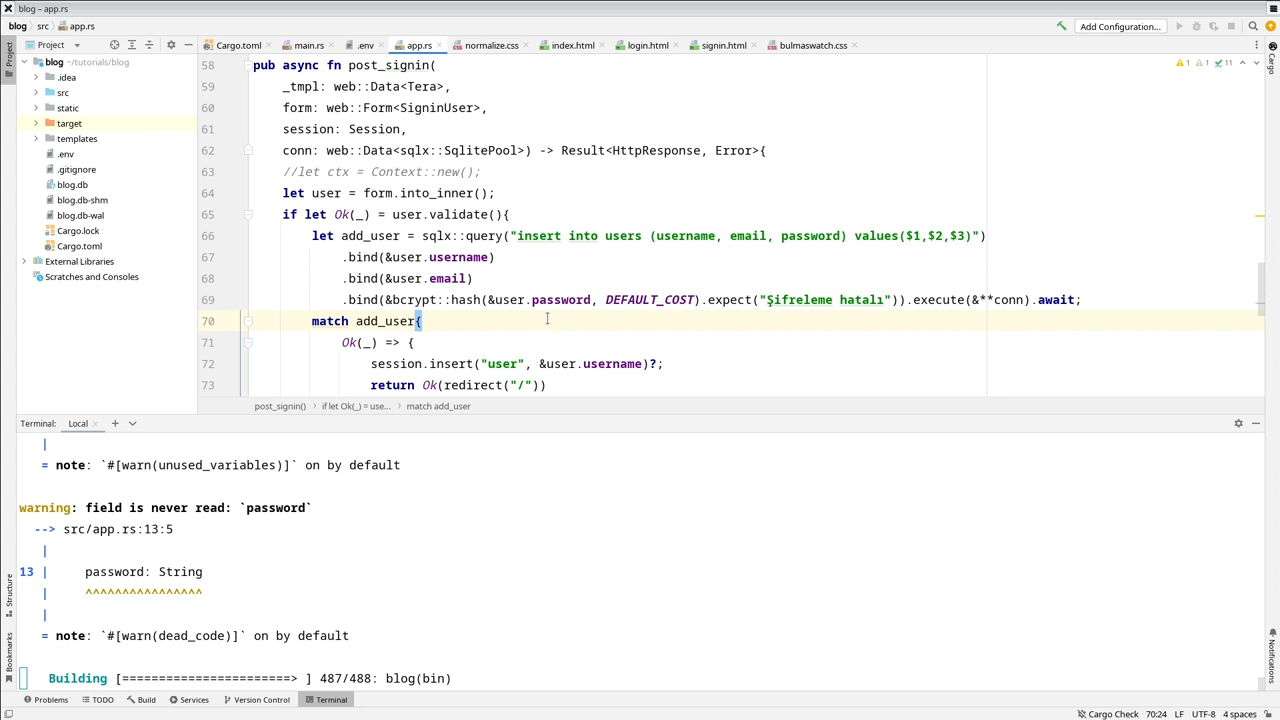 blog – app.rs
blog src app.rs Add Configuration...
Project Cargo.toml main.rs .env app.rs normalize.css index.html login.html signin.html bulmaswatch.css
Project
Cargo
blog ~/tutorials/blog
.idea
src
static
target
templates
.env
.gitignore
blog.db
blog.db-shm
blog.db-wal
Cargo.lock
Cargo.toml
External Libraries
Scratches and Consoles
1 1 11
58 pub async fn post_signin(
59 _tmpl: web::Data<Tera>,
60 form: web::Form<SigninUser>,
61 session: Session,
62 conn: web::Data<sqlx::SqlitePool>) -> Result<HttpResponse, Error>{
63 //let ctx = Context::new();
64 let user = form.into_inner();
65 if let Ok(_) = user.validate(){
66 let add_user = sqlx::query("insert into users (username, email, password) values($1,$2,$3)")
67 .bind(&user.username)
68 .bind(&user.email)
69 .bind(&bcrypt::hash(&user.password, DEFAULT_COST).expect("Şifreleme hatalı")).execute(&**conn).await;
70 match add_user{
71 Ok(_) => {
72 session.insert("user", &user.username)?;
73 return Ok(redirect("/"))
post_signin() if let Ok(_) = use... match add_user
Terminal: Local
|
= note: `#[warn(unused_variables)]` on by default
warning: field is never read: `password`
--> src/app.rs:13:5
|
13 | password: String
| ^^^^^^^^^^^^^^^^
|
= note: `#[warn(dead_code)]` on by default
Building [=======================> ] 487/488: blog(bin)
Structure
Bookmarks
Notifications
Problems TODO Build Services Version Control Terminal
Cargo Check 70:24 LF UTF-8 4 spaces